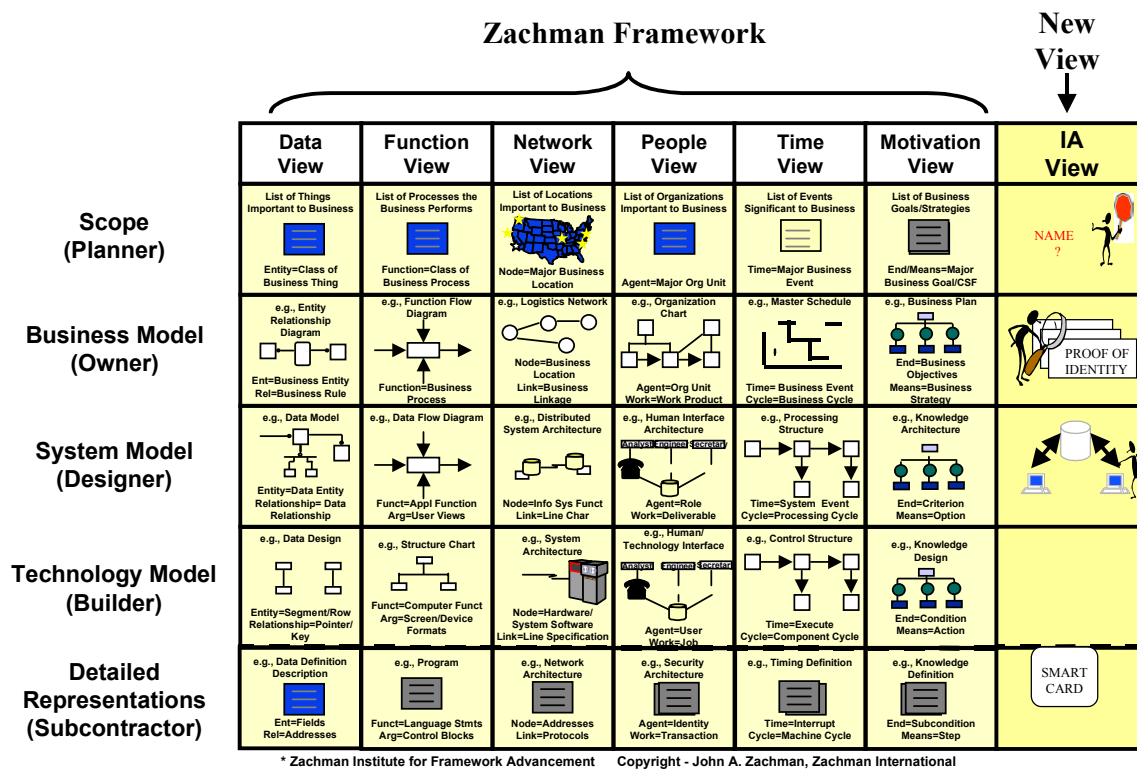 Zachman Framework
New
View
Data
View
Function
View
Network
View
People
View
Time
View
Motivation
View
IA
View
Scope
(Planner)
List of Things
Important to Business
Entity=Class of
Business Thing
List of Processes the
Business Performs
Function=Class of
Business Process
List of Locations
Important to Business
Node=Major Business
Location
List of Organizations
Important to Business
Agent=Major Org Unit
List of Events
Significant to Business
Time=Major Business
Event
List of Business
Goals/Strategies
End/Means=Major
Business Goal/CSF
NAME
?
Business Model
(Owner)
e.g., Entity
Relationship
Diagram
Ent=Business Entity
Rel=Business Rule
e.g., Function Flow
Diagram
Function=Business
Process
e.g., Logistics Network
Node=Business
Location
Link=Business
Linkage
e.g., Organization
Chart
Agent=Org Unit
Work=Work Product
e.g., Master Schedule
Time= Business Event
Cycle=Business Cycle
e.g., Business Plan
End=Business
Objectives
Means=Business
Strategy
PROOF OF
IDENTITY
System Model
(Designer)
e.g., Data Model
Entity=Data Entity
Relationship= Data
Relationship
e.g., Data Flow Diagram
Funct=Appl Function
Arg=User Views
e.g., Distributed
System Architecture
Node=Info Sys Funct
Link=Line Char
e.g., Human Interface
Architecture
Analyst
Enginee
Secretary
Agent=Role
Work=Deliverable
e.g., Processing
Structure
Time=System Event
Cycle=Processing Cycle
e.g., Knowledge
Architecture
End=Criterion
Means=Option
Technology Model
(Builder)
e.g., Data Design
Entity=Segment/Row
Relationship=Pointer/
Key
e.g., Structure Chart
Funct=Computer Funct
Arg=Screen/Device
Formats
e.g., System
Architecture
Node=Hardware/
System Software
Link=Line Specification
e.g., Human/
Technology Interface
Analyst
Enginee
Secretar
Agent=User
Work=Job
e.g., Control Structure
Time=Execute
Cycle=Component Cycle
e.g., Knowledge
Design
End=Condition
Means=Action
Detailed
Representations
(Subcontractor)
e.g., Data Definition
Description
Ent=Fields
Rel=Addresses
e.g., Program
Funct=Language Stmts
Arg=Control Blocks
e.g., Network
Architecture
Node=Addresses
Link=Protocols
e.g., Security
Architecture
Agent=Identity
Work=Transaction
e.g., Timing Definition
Time=Interrupt
Cycle=Machine Cycle
e.g., Knowledge
Definition
End=Subcondition
Means=Step
SMART
CARD
* Zachman Institute for Framework Advancement Copyright - John A. Zachman, Zachman International